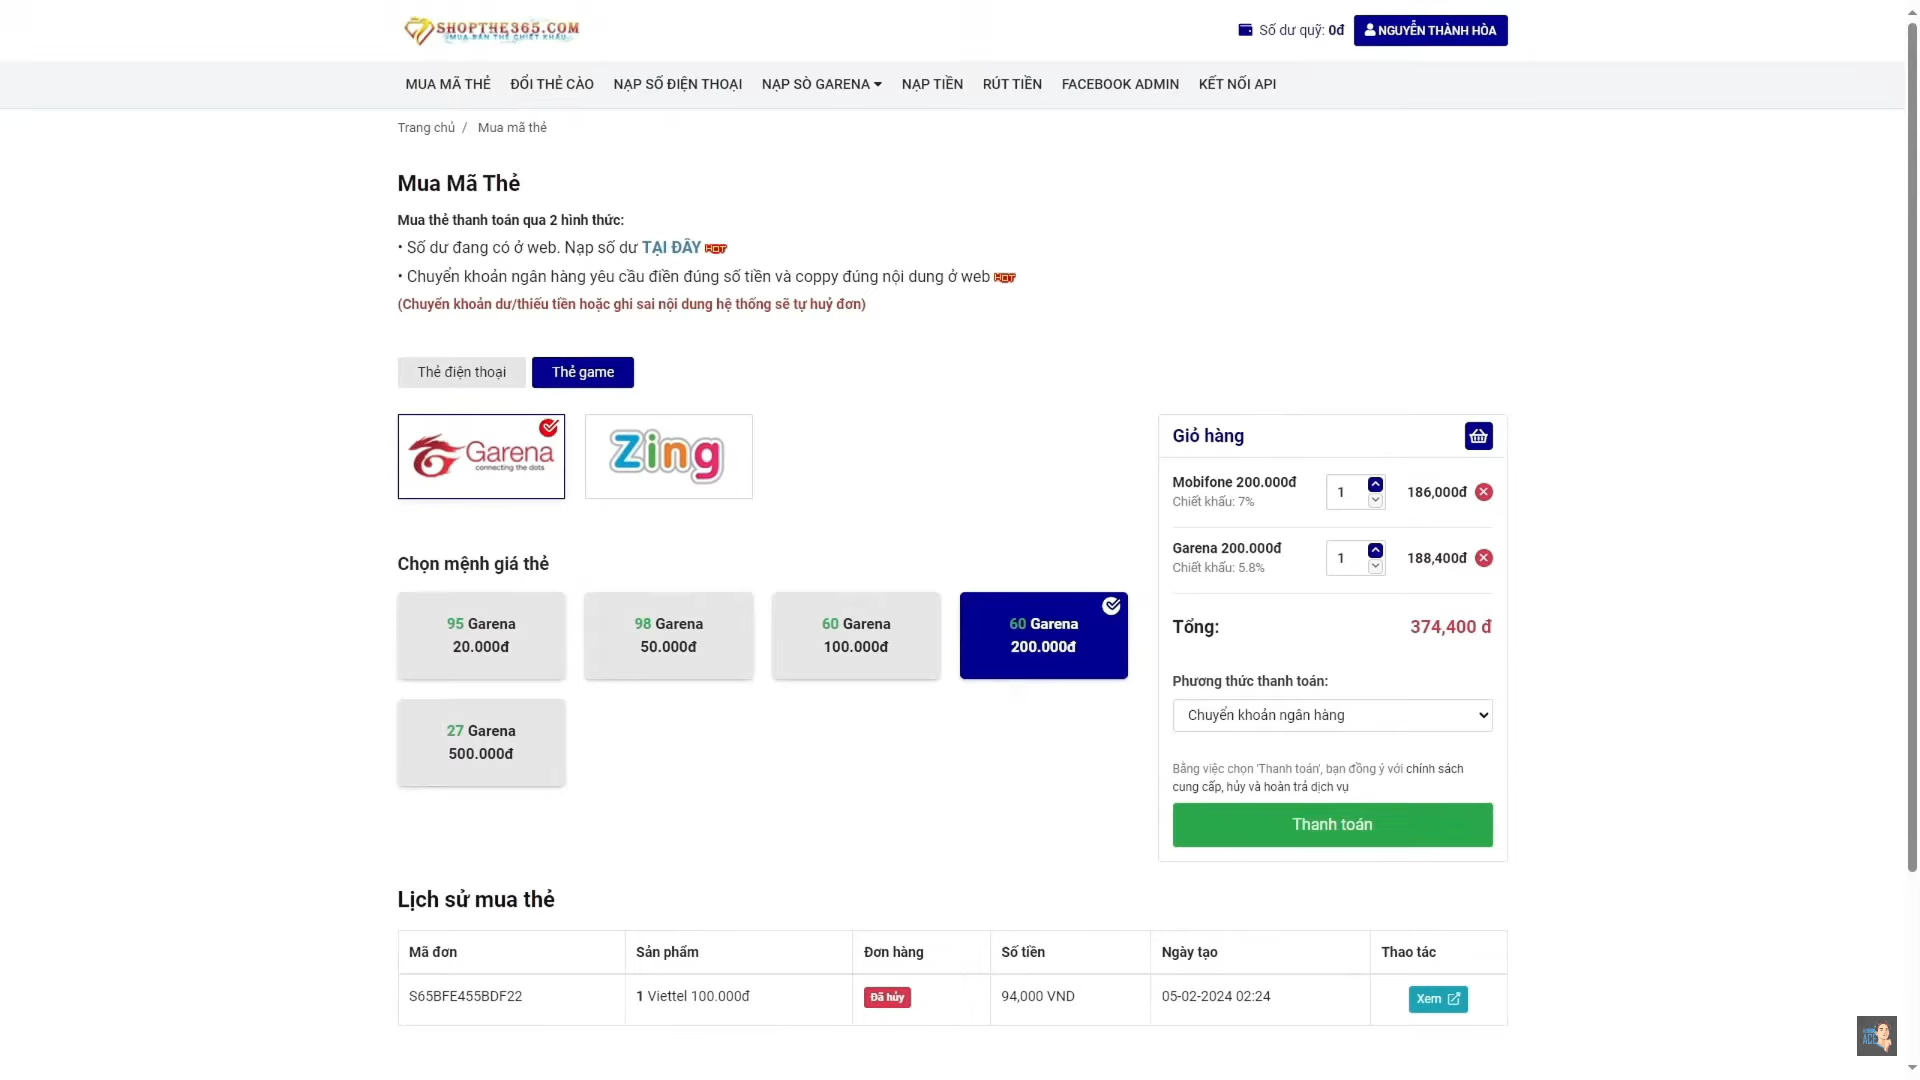 SHOPTHE365.COM
MUA BÁN THẺ CHIẾT KHẤU
Số dư quỹ: 0đ
NGUYỄN THÀNH HÒA
MUA MÃ THẺ
ĐỔI THẺ CÀO
NẠP SỐ ĐIỆN THOẠI
NẠP SÒ GARENA
NẠP TIỀN
RÚT TIỀN
FACEBOOK ADMIN
KẾT NỐI API
Trang chủ / Mua mã thẻ
Mua Mã Thẻ
Mua thẻ thanh toán qua 2 hình thức:
• Số dư đang có ở web. Nạp số dư TẠI ĐÂY HOT
• Chuyển khoản ngân hàng yêu cầu điền đúng số tiền và coppy đúng nội dung ở web HOT
(Chuyển khoản dư/thiếu tiền hoặc ghi sai nội dung hệ thống sẽ tự huỷ đơn)
Thẻ điện thoại
Thẻ game
Garena
connecting the dots
Zing
Chọn mệnh giá thẻ
95 Garena
20.000đ
98 Garena
50.000đ
60 Garena
100.000đ
60 Garena
200.000đ
27 Garena
500.000đ
Giỏ hàng
Mobifone 200.000đ
Chiết khấu: 7%
1
186,000đ
Garena 200.000đ
Chiết khấu: 5.8%
1
188,400đ
Tổng:
374,400 đ
Phương thức thanh toán:
Chuyển khoản ngân hàng
Bằng việc chọn 'Thanh toán', bạn đồng ý với chính sách
cung cấp, hủy và hoàn trả dịch vụ
Thanh toán
Lịch sử mua thẻ
Mã đơn
Sản phẩm
Đơn hàng
Số tiền
Ngày tạo
Thao tác
S65BFE455BDF22
1 Viettel 100.000đ
Đã hủy
94,000 VND
05-02-2024 02:24
Xem